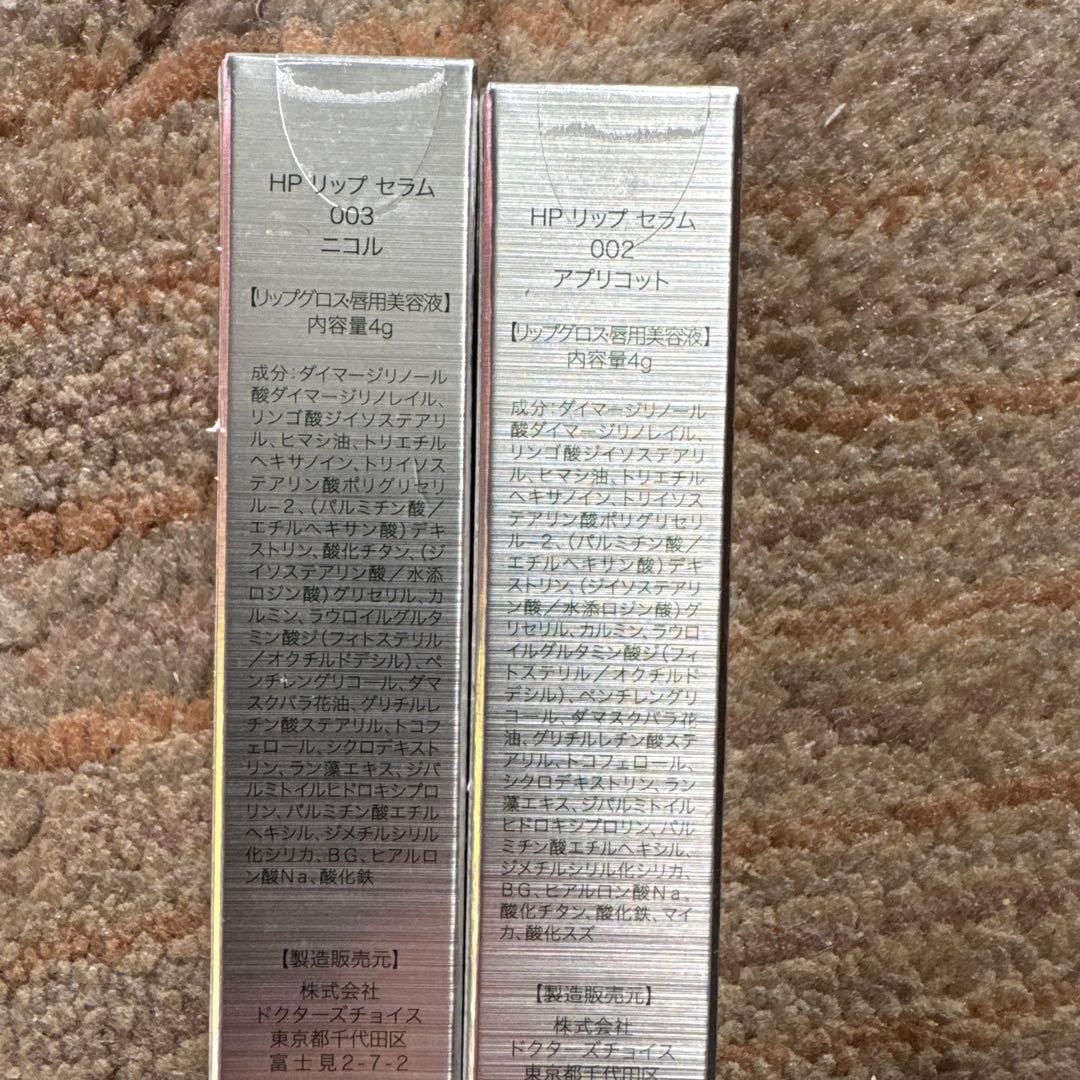 HP リップ セラム
003
ニコル
【リップグロス・唇用美容液】
内容量4g
成分：ダイマージリノール
酸ダイマージリノレイル、
リンゴ酸ジイソステアリ
ル、ヒマシ油、トリエチル
ヘキサノイン、トリイソス
テアリン酸ポリグリセリ
ル-2、(パルミチン酸／
エチルヘキサン酸)デキ
ストリン、酸化チタン、(ジ
イソステアリン酸／水添
ロジン酸)グリセリル、カ
ルミン、ラウロイルグルタ
ミン酸ジ(フィトステリル
／オクチルドデシル)、ペ
ンチレングリコール、ダマ
スクバラ花油、グリチルレ
チン酸ステアリル、トコフ
ェロール、シクロデキスト
リン、ラン藻エキス、ジパ
ルミトイルヒドロキシプロ
リン、パルミチン酸エチル
ヘキシル、ジメチルシリル
化シリカ、BG、ヒアルロ
ン酸Na、酸化鉄
【製造販売元】
株式会社
ドクターズチョイス
東京都千代田区
富士見2-7-2
HP リップ セラム
002
アプリコット
【リップグロス・唇用美容液】
内容量4g
成分：ダイマージリノール
酸ダイマージリノレイル、
リンゴ酸ジイソステアリ
ル、ヒマシ油、トリエチル
ヘキサノイン、トリイソス
テアリン酸ポリグリセリ
ル-2、(パルミチン酸／
エチルヘキサン酸)デキ
ストリン、(ジイソステアリ
ン酸／水添ロジン酸)グ
リセリル、カルミン、ラウロ
イルグルタミン酸ジ(フィ
トステリル／オクチルド
デシル)、ペンチレングリ
コール、ダマスクバラ花
油、グリチルレチン酸ステ
アリル、トコフェロール、
シクロデキストリン、ラン
藻エキス、ジパルミトイル
ヒドロキシプロリン、パル
ミチン酸エチルヘキシル、
ジメチルシリル化シリカ、
BG、ヒアルロン酸Na、
酸化チタン、酸化鉄、マイ
カ、酸化スズ
【製造販売元】
株式会社
ドクターズチョイス
東京都千代田区